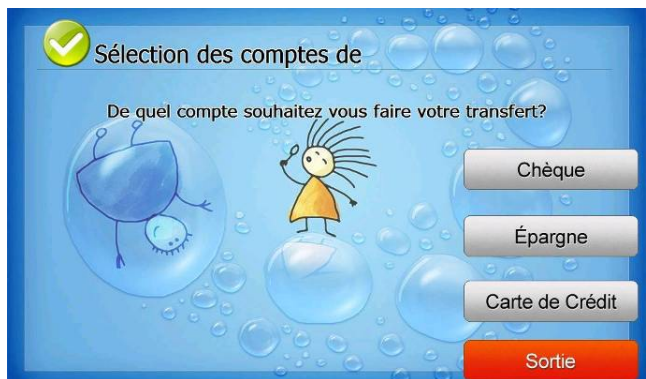 Sélection des comptes de
De quel compte souhaitez vous faire votre transfert?
Chèque
Épargne
Carte de Crédit
Sortie